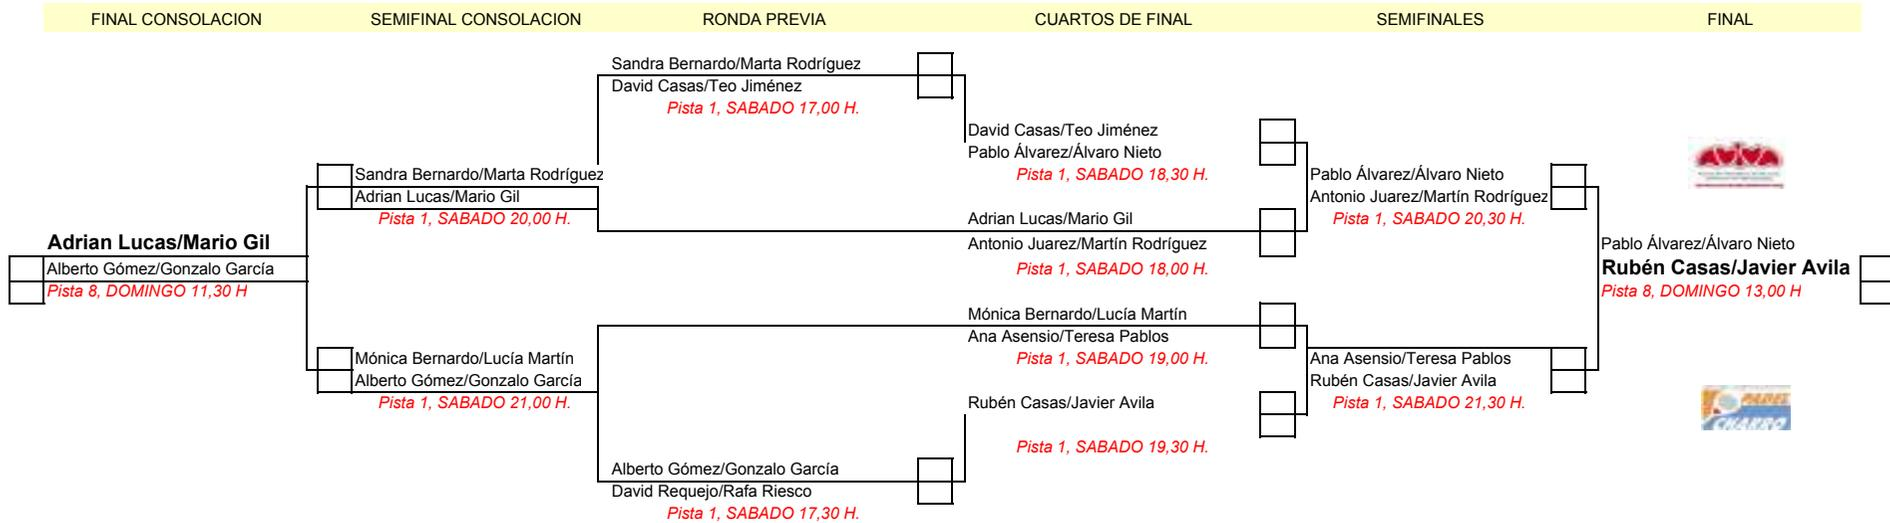 FINAL CONSOLACION
SEMIFINAL CONSOLACION
RONDA PREVIA
CUARTOS DE FINAL
SEMIFINALES
FINAL
Adrian Lucas/Mario Gil
Alberto Gómez/Gonzalo García
Pista 8, DOMINGO 11,30 H
Sandra Bernardo/Marta Rodríguez
Adrian Lucas/Mario Gil
Pista 1, SABADO 20,00 H.
Mónica Bernardo/Lucía Martín
Alberto Gómez/Gonzalo García
Pista 1, SABADO 21,00 H.
Sandra Bernardo/Marta Rodríguez
David Casas/Teo Jiménez
Pista 1, SABADO 17,00 H.
Alberto Gómez/Gonzalo García
David Requejo/Rafa Riesco
Pista 1, SABADO 17,30 H.
David Casas/Teo Jiménez
Pablo Álvarez/Álvaro Nieto
Pista 1, SABADO 18,30 H.
Adrian Lucas/Mario Gil
Antonio Juarez/Martín Rodríguez
Pista 1, SABADO 18,00 H.
Mónica Bernardo/Lucía Martín
Ana Asensio/Teresa Pablos
Pista 1, SABADO 19,00 H.
Rubén Casas/Javier Avila
Pista 1, SABADO 19,30 H.
Pablo Álvarez/Álvaro Nieto
Antonio Juarez/Martín Rodríguez
Pista 1, SABADO 20,30 H.
Ana Asensio/Teresa Pablos
Rubén Casas/Javier Avila
Pista 1, SABADO 21,30 H.
Pablo Álvarez/Álvaro Nieto
Rubén Casas/Javier Avila
Pista 8, DOMINGO 13,00 H
PADEL
CHARRO